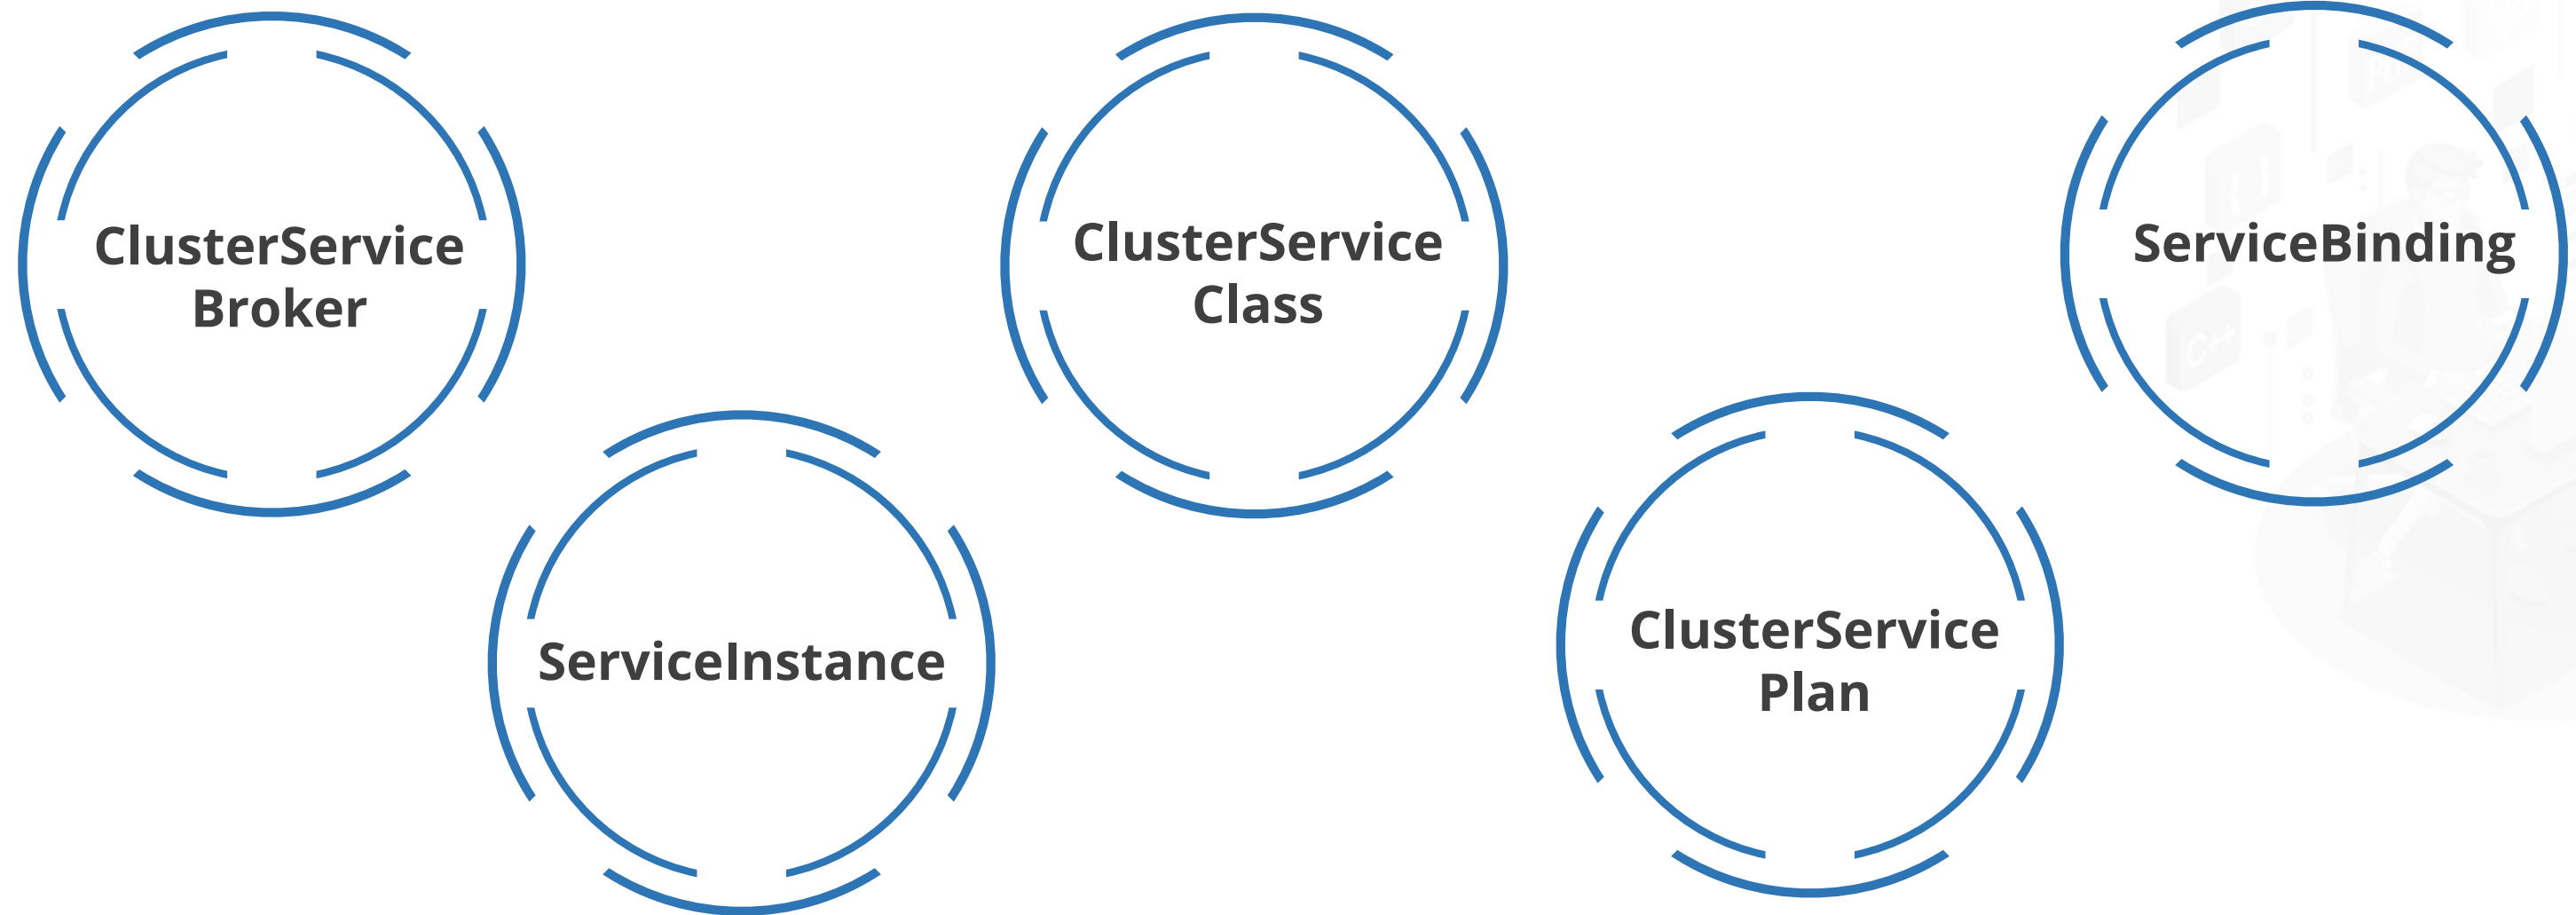 ClusterService
Broker
ServiceInstance
ClusterService
Class
ClusterService
Plan
ServiceBinding
C++
{ }